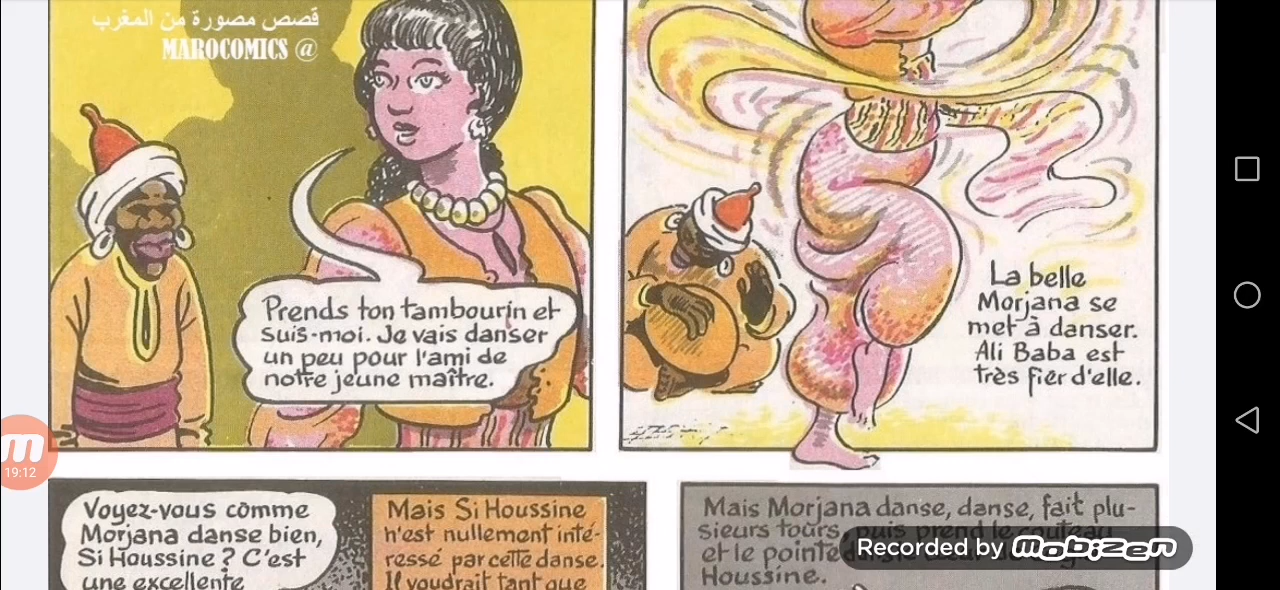 قصص مصورة من المغرب
MAROCOMICS @
Prends ton tambourin et
suis-moi. Je vais danser
un peu pour l'ami de
notre jeune maître.
La belle
Morjana se
met à danser.
Ali Baba est
très fier d'elle.
19:12
Voyez-vous comme
Morjana danse bien,
Si Houssine ? C'est
une excellente
Mais Si Houssine
n'est nullement inté-
ressé par cette danse.
Il voudrait tant que
Mais Morjana danse, danse, fait plu-
sieurs tours, puis prend le couteau
et le pointe
Houssine.
Recorded by mobizen